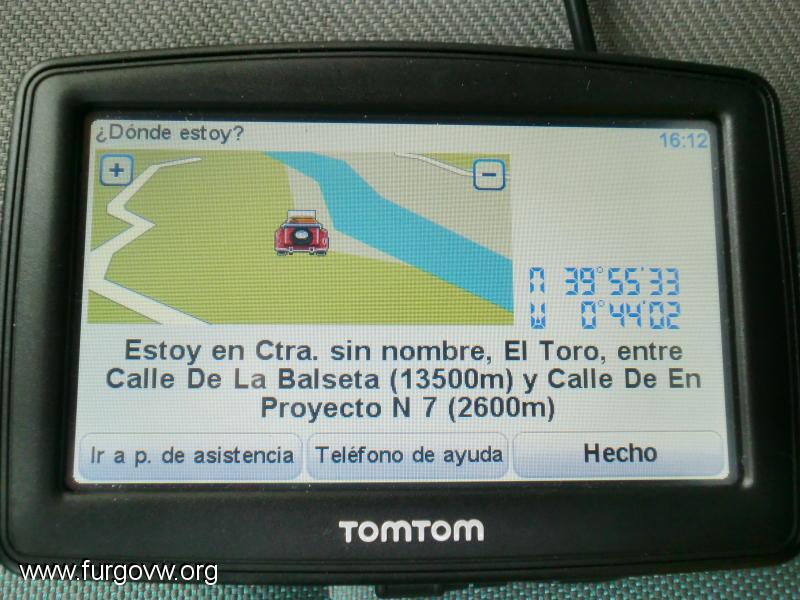 ¿Dónde estoy?
16:12
+
−
N 39°55'33
W 0°44'02
Estoy en Ctra. sin nombre, El Toro, entre
Calle De La Balseta (13500m) y Calle De En
Proyecto N 7 (2600m)
Ir a p. de asistencia
Teléfono de ayuda
Hecho
TOMTOM
www.furgovw.org